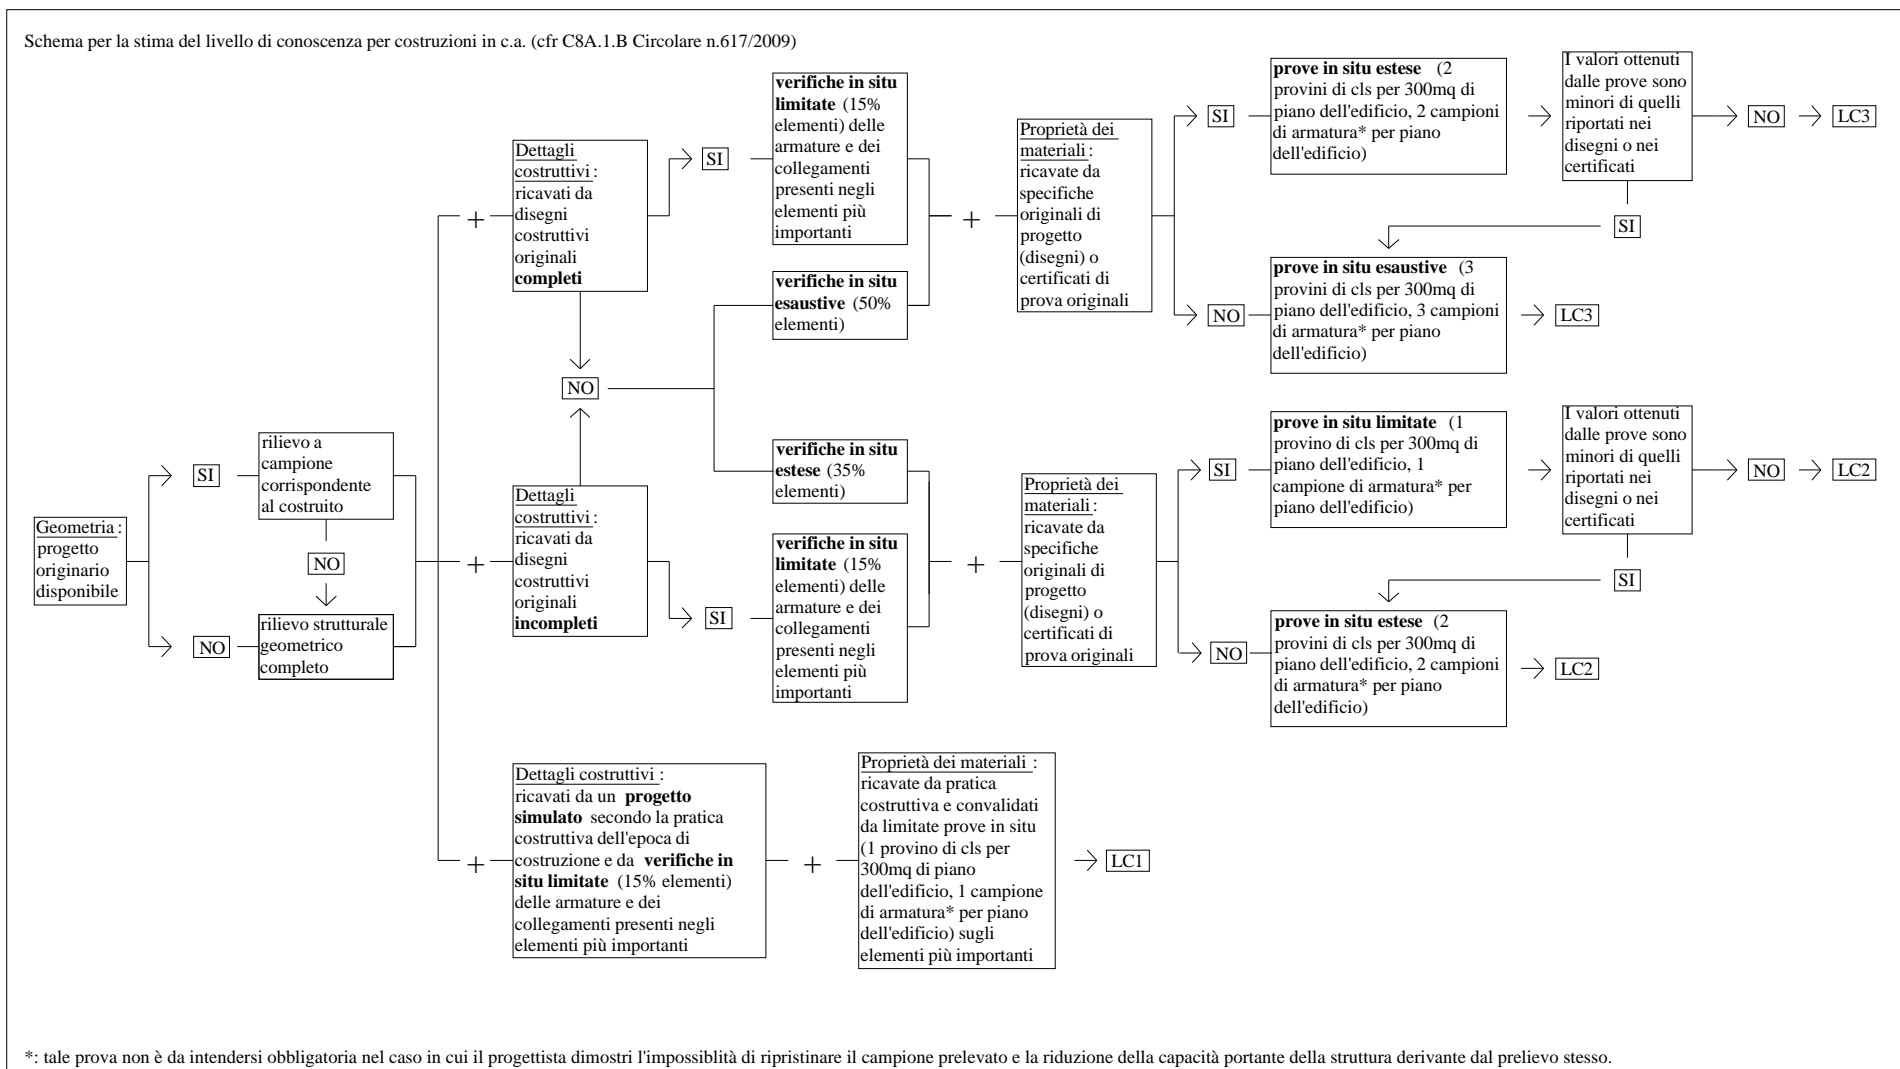 Schema per la stima del livello di conoscenza per costruzioni in c.a. (cfr C8A.1.B Circolare n.617/2009)
Geometria :
progetto
originario
disponibile
SI
NO
rilievo a
campione
corrispondente
al costruito
NO
rilievo strutturale
geometrico
completo
+
Dettagli
costruttivi :
ricavati da
disegni
costruttivi
originali
completi
SI
verifiche in situ
limitate (15%
elementi) delle
armature e dei
collegamenti
presenti negli
elementi più
importanti
verifiche in situ
esaustive (50%
elementi)
NO
+
Proprietà dei
materiali :
ricavate da
specifiche
originali di
progetto
(disegni) o
certificati di
prova originali
SI
prove in situ estese (2
provini di cls per 300mq di
piano dell'edificio, 2 campioni
di armatura* per piano
dell'edificio)
I valori ottenuti
dalle prove sono
minori di quelli
riportati nei
disegni o nei
certificati
NO
LC3
SI
NO
prove in situ esaustive (3
provini di cls per 300mq di
piano dell'edificio, 3 campioni
di armatura* per piano
dell'edificio)
LC3
+
Dettagli
costruttivi :
ricavati da
disegni
costruttivi
originali
incompleti
verifiche in situ
estese (35%
elementi)
SI
verifiche in situ
limitate (15%
elementi) delle
armature e dei
collegamenti
presenti negli
elementi più
importanti
+
Proprietà dei
materiali :
ricavate da
specifiche
originali di
progetto
(disegni) o
certificati di
prova originali
SI
prove in situ limitate (1
provino di cls per 300mq di
piano dell'edificio, 1
campione di armatura* per
piano dell'edificio)
I valori ottenuti
dalle prove sono
minori di quelli
riportati nei
disegni o nei
certificati
NO
LC2
SI
NO
prove in situ estese (2
provini di cls per 300mq di
piano dell'edificio, 2 campioni
di armatura* per piano
dell'edificio)
LC2
+
Dettagli costruttivi :
ricavati da un progetto
simulato secondo la pratica
costruttiva dell'epoca di
costruzione e da verifiche in
situ limitate (15% elementi)
delle armature e dei
collegamenti presenti negli
elementi più importanti
+
Proprietà dei materiali :
ricavate da pratica
costruttiva e convalidati
da limitate prove in situ
(1 provino di cls per
300mq di piano
dell'edificio, 1 campione
di armatura* per piano
dell'edificio) sugli
elementi più importanti
LC1
*: tale prova non è da intendersi obbligatoria nel caso in cui il progettista dimostri l'impossiblità di ripristinare il campione prelevato e la riduzione della capacità portante della struttura derivante dal prelievo stesso.